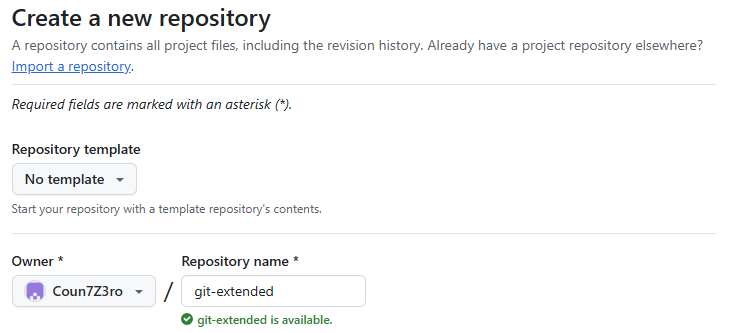 Create a new repository
A repository contains all project files, including the revision history. Already have a project repository elsewhere?
Import a repository.
Required fields are marked with an asterisk (*).
Repository template
No template
Start your repository with a template repository's contents.
Owner *
Repository name *
Coun7Z3ro
/
git-extended
git-extended is available.